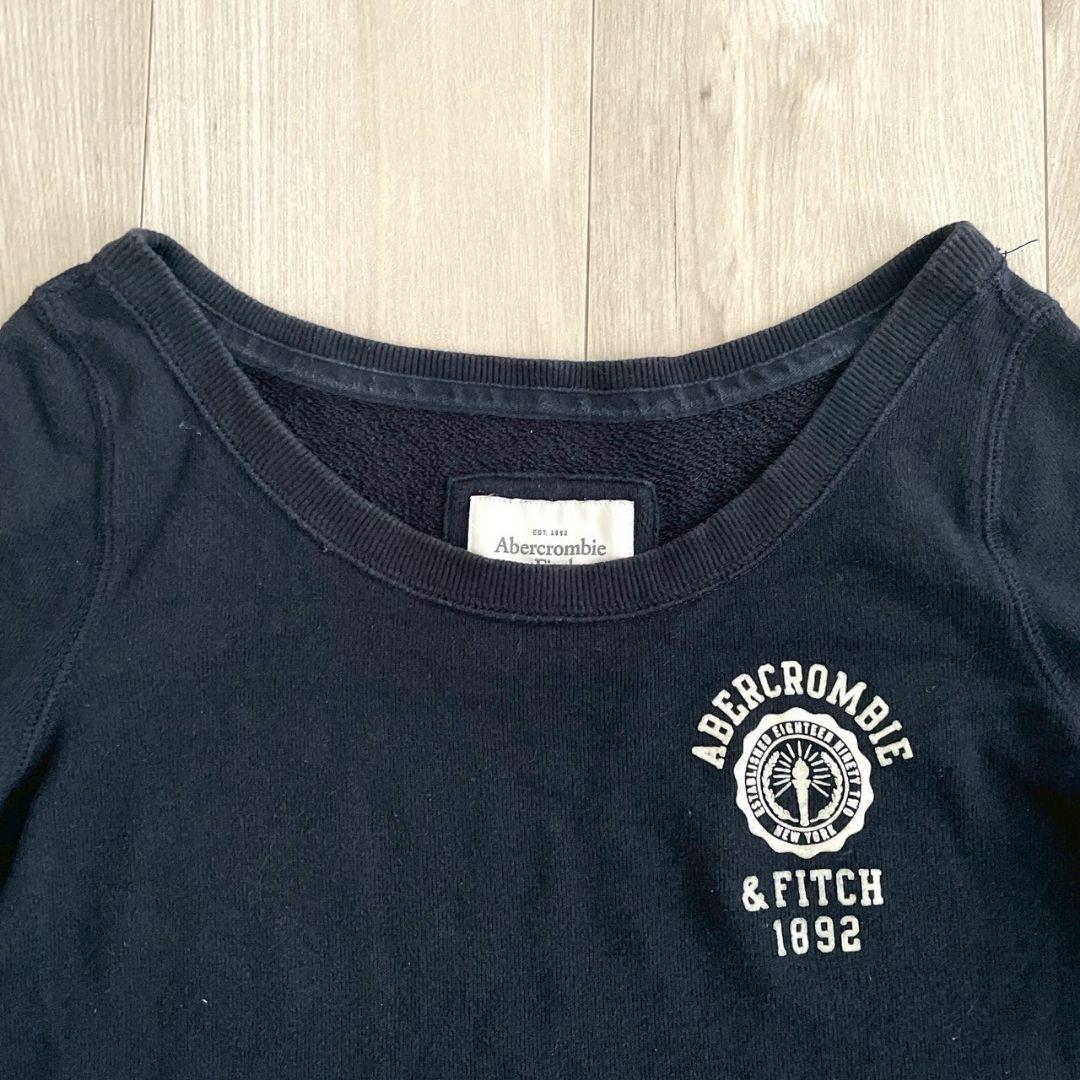 EST. 1892
Abercrombie
ABERCROMBIE
ESTABLISHED EIGHTEEN NINETY TWO
NEW YORK
& FITCH
1892